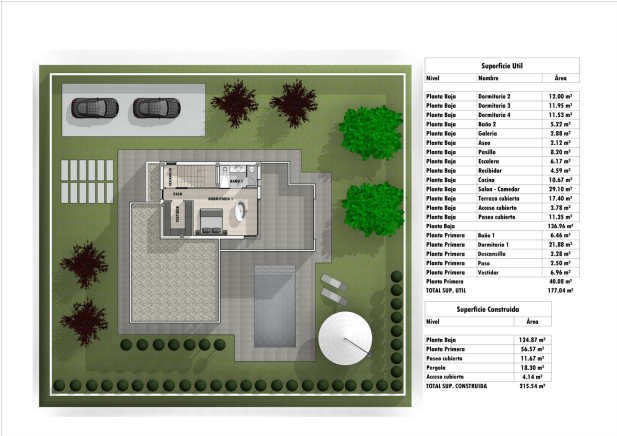 DESCANSILLO
BAÑO 1
PASO
DORMITORIO 1
VESTIDOR
Superficie Util
Nivel Nombre Área
Planta Baja Dormitorio 2 12.00 m²
Planta Baja Dormitorio 3 11.95 m²
Planta Baja Dormitorio 4 11.53 m²
Planta Baja Baño 2 5.22 m²
Planta Baja Galeria 2.88 m²
Planta Baja Aseo 2.12 m²
Planta Baja Pasillo 8.20 m²
Planta Baja Escalera 6.17 m²
Planta Baja Recibidor 4.59 m²
Planta Baja Cocina 10.67 m²
Planta Baja Salon - Comedor 29.10 m²
Planta Baja Terraza cubierta 17.40 m²
Planta Baja Acceso cubierto 3.78 m²
Planta Baja Paseo cubierto 11.35 m²
Planta Baja 136.96 m²
Planta Primera Baño 1 6.46 m²
Planta Primera Dormitorio 1 21.88 m²
Planta Primera Descansillo 2.28 m²
Planta Primera Paso 2.50 m²
Planta Primera Vestidor 6.96 m²
Planta Primera 40.08 m²
TOTAL SUP. UTIL 177.04 m²
Superficie Construida
Nivel Área
Planta Baja 124.87 m²
Planta Primera 56.57 m²
Paseo cubierto 11.67 m²
Pergola 18.30 m²
Acceso cubierto 4.14 m²
TOTAL SUP. CONSTRUIDA 215.54 m²